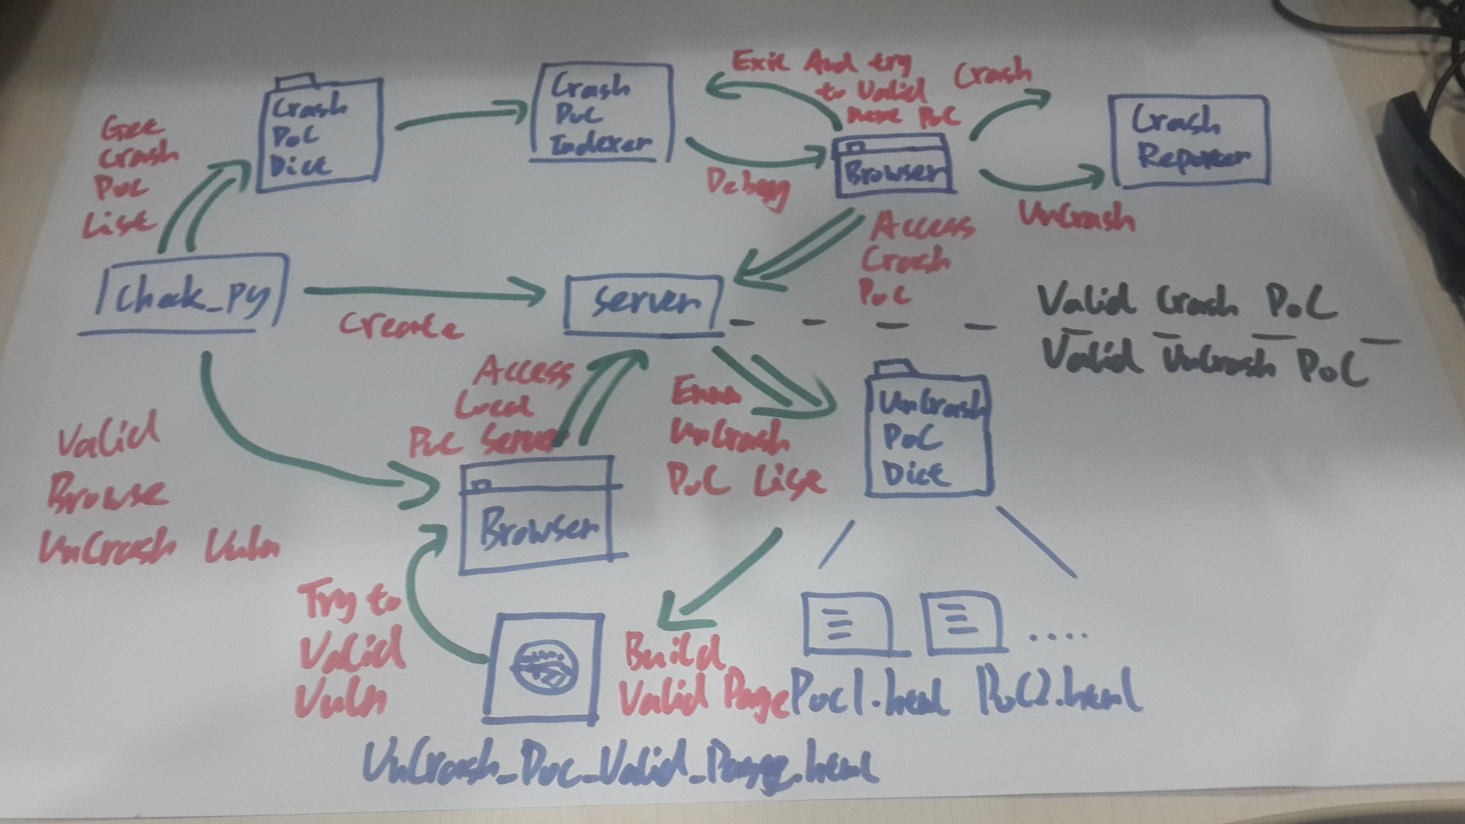 Exit And try
to Valid
next PoC
Crash
Get
Crash
PoC
List
Crash
PoC
Dict
Crash
PoC
Indexer
Debug
Browser
Crash
Reporter
UnCrash
Access
Crash
PoC
Check_Py
Create
Server
Valid Crash PoC
Valid UnCrash PoC
Access
Local
PoC Server
Enum
UnCrash
PoC List
UnCrash
PoC
Dict
Valid
Browse
UnCrash Vuln
Browser
Try to
Valid
Vuln
Build
Valid Page
PoC1.html PoC2.html
.....
UnCrash_PoC_Valid_Page.html